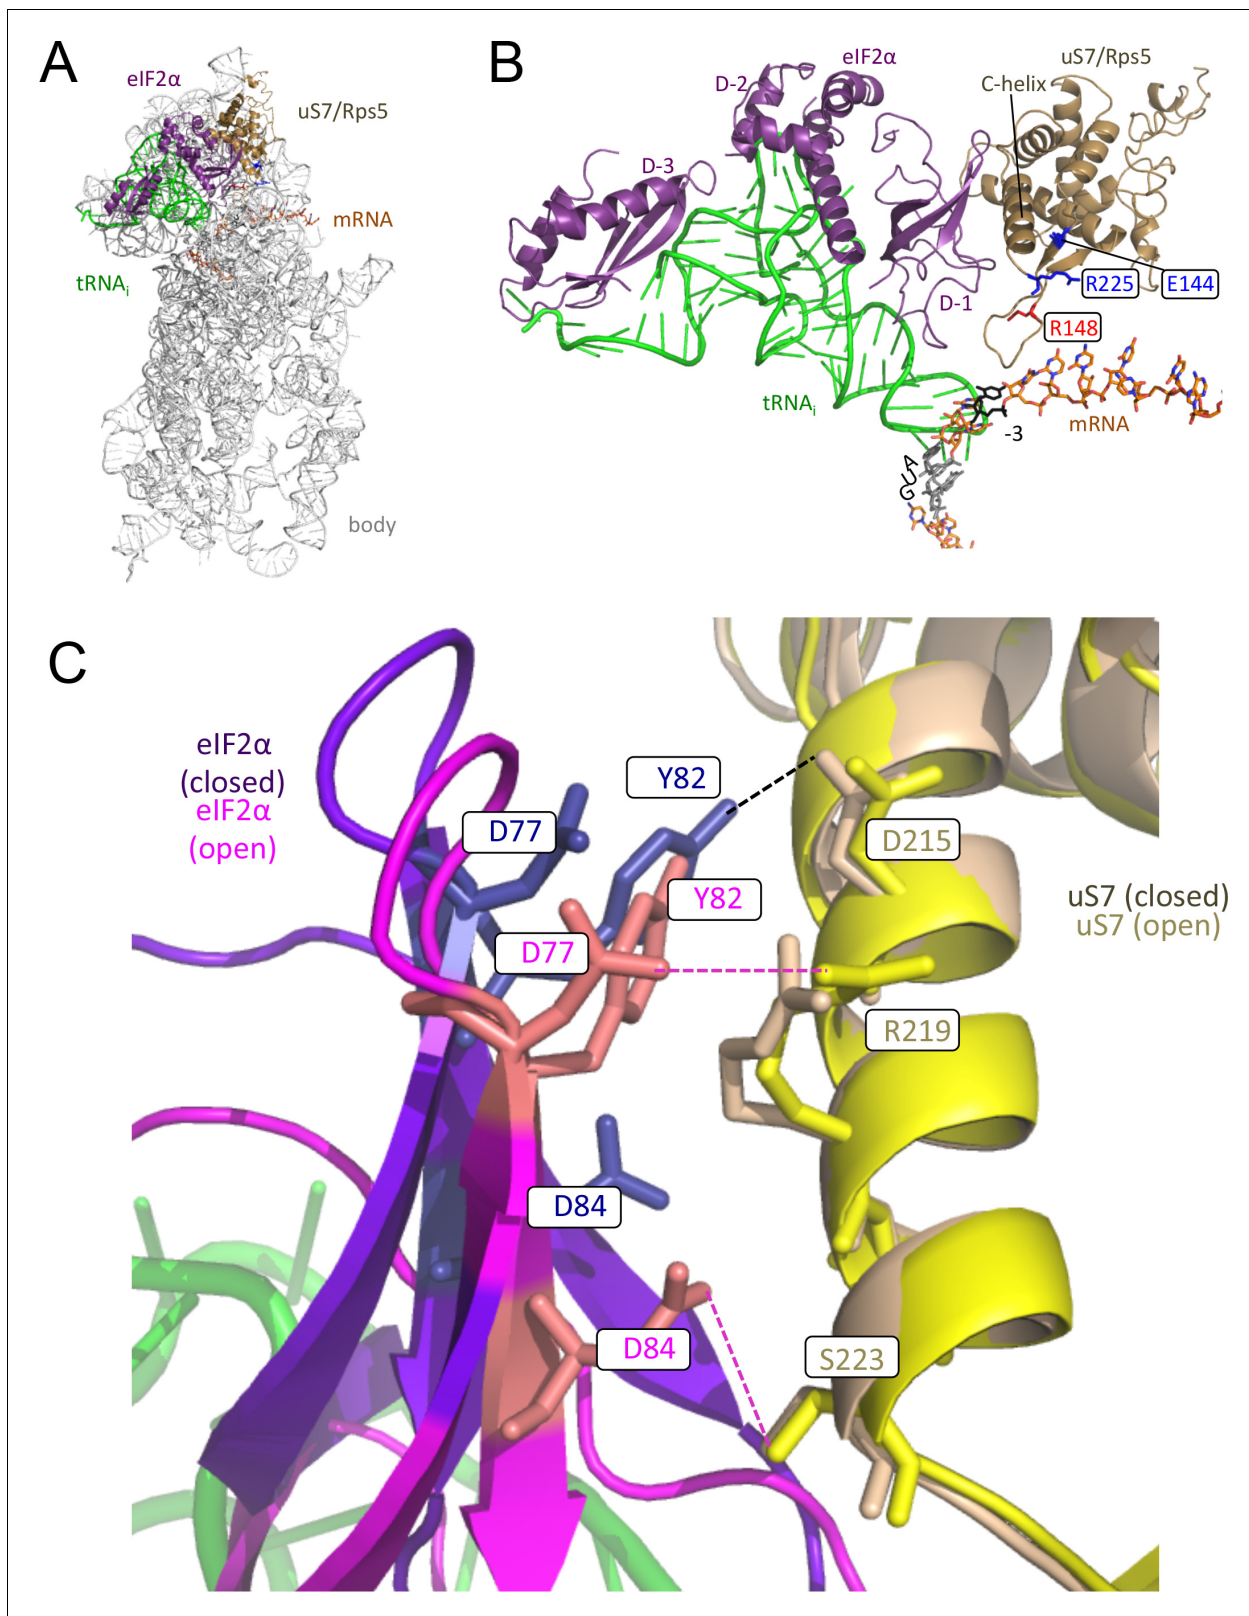 A
eIF2α
uS7/Rps5
mRNA
tRNAi
body
B
eIF2α
uS7/Rps5
D-2
C-helix
D-3
D-1
R225
E144
R148
tRNAi
mRNA
-3
AUG
C
eIF2α
(closed)
eIF2α
(open)
Y82
D77
D215
Y82
uS7 (closed)
uS7 (open)
D77
R219
D84
D84
S223